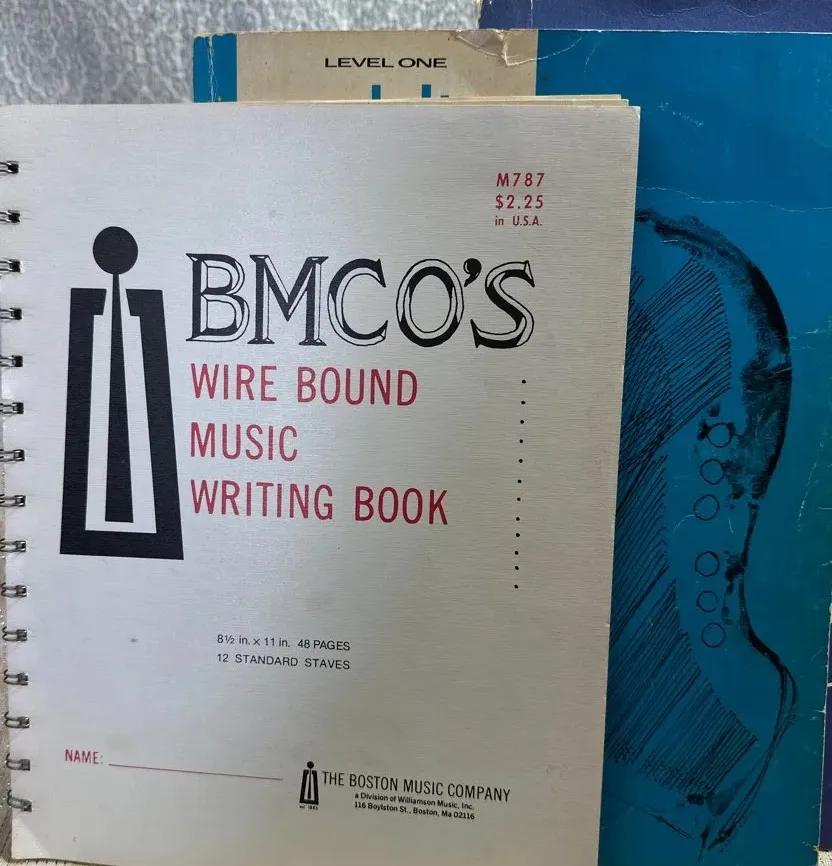 LEVEL ONE
M787
$2.25
in U.S.A.
BMCO'S
WIRE BOUND
MUSIC
WRITING BOOK
8½ in. x 11 in. 48 PAGES
12 STANDARD STAVES
NAME:
THE BOSTON MUSIC COMPANY
a Division of Williamson Music, Inc.
116 Boylston St., Boston, Ma 02116